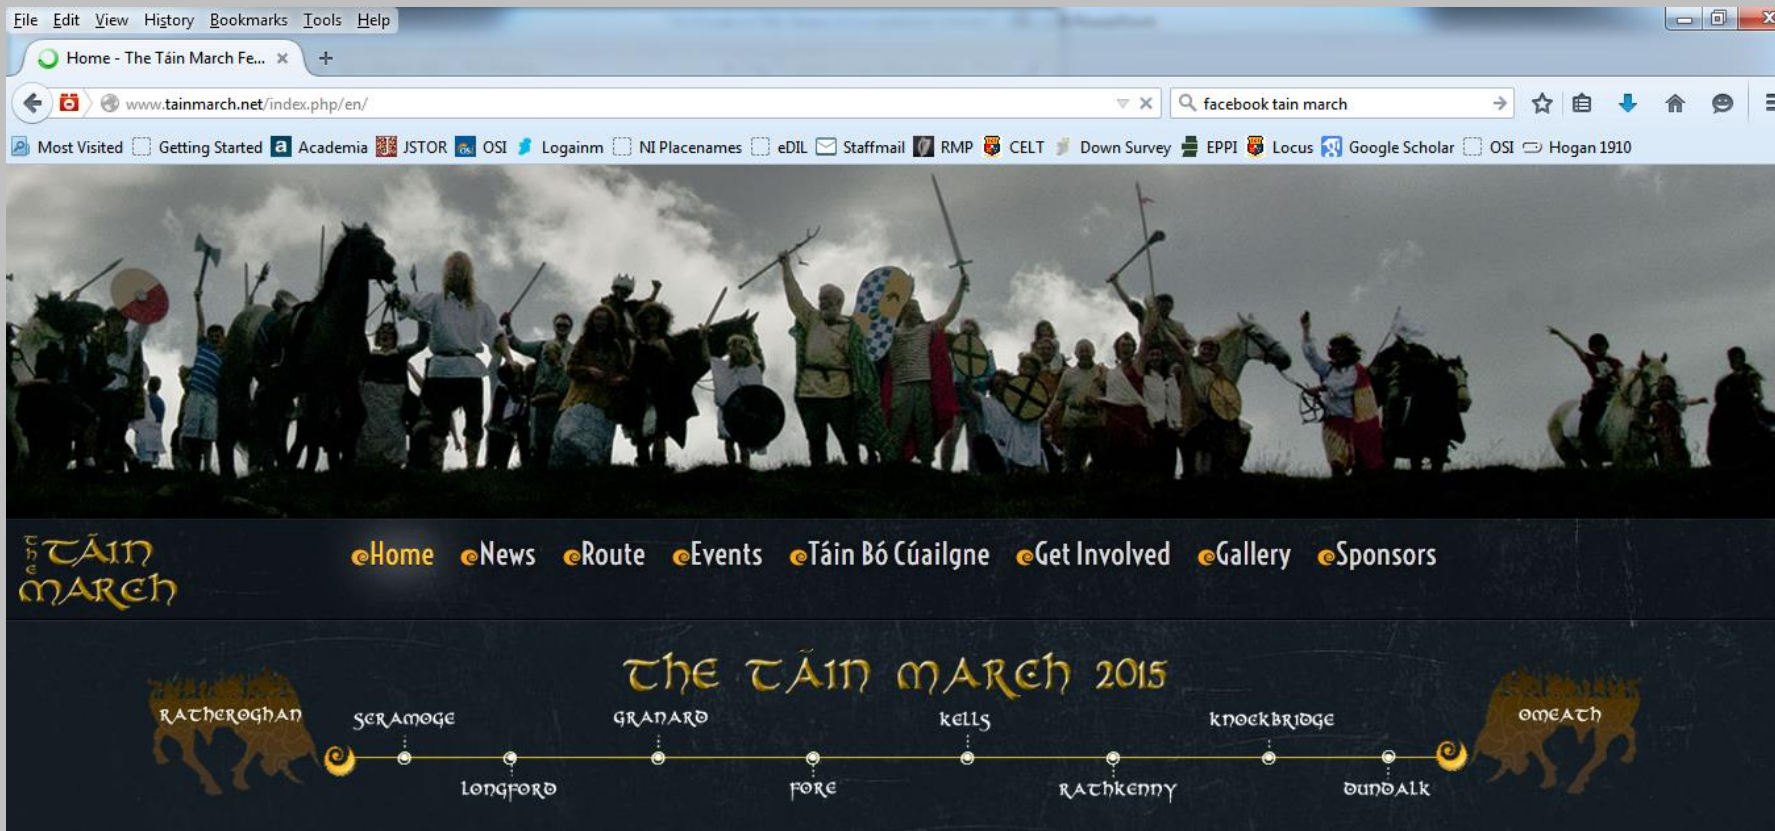 File Edit View History Bookmarks Tools Help
Home - The Táin March Fe...
www.tainmarch.net/index.php/en/
facebook tain march
Most Visited Getting Started Academia JSTOR OSI Logainm NI Placenames eDIL Staffmail RMP CELT Down Survey EPPI Locus Google Scholar OSI Hogan 1910
THE TÁIN MARCH
Home News Route Events Táin Bó Cúailgne Get Involved Gallery Sponsors
THE TÁIN MARCH 2015
RATHCROGHAN SCRAMOGE GRANARD KELLS KNOCKBRIDGE OMEATH
LONGFORD FORE RATHKENNY DUNDALK